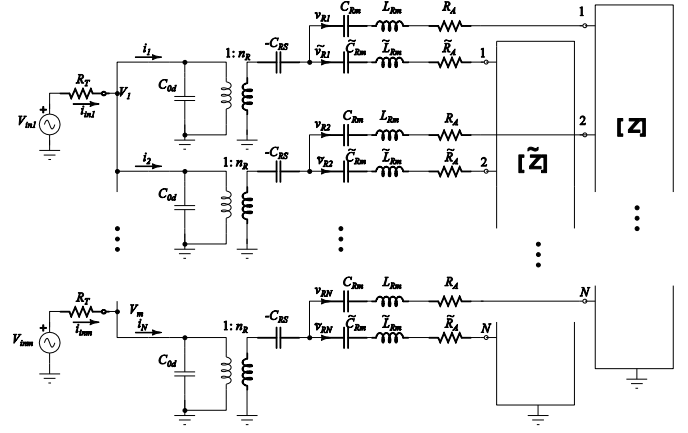 v_R1 C_Rm L_Rm R_A 1
i_1 1: n_R -C_RS ṽ_R1 C̃_Rm L̃_Rm R̃_A 1
R_T V_1 C_0d
V_in1 + i_in1
v_R2 C_Rm L_Rm R_A 2
i_2 1: n_R -C_RS v_R2 C̃_Rm L̃_Rm R̃_A 2
C_0d [Z̃] [Z]
v_RN C_Rm L_Rm R_A N
R_T V_m i_N 1: n_R -C_RS v_RN C̃_Rm L̃_Rm R̃_A N
V_inm + i_inm C_0d